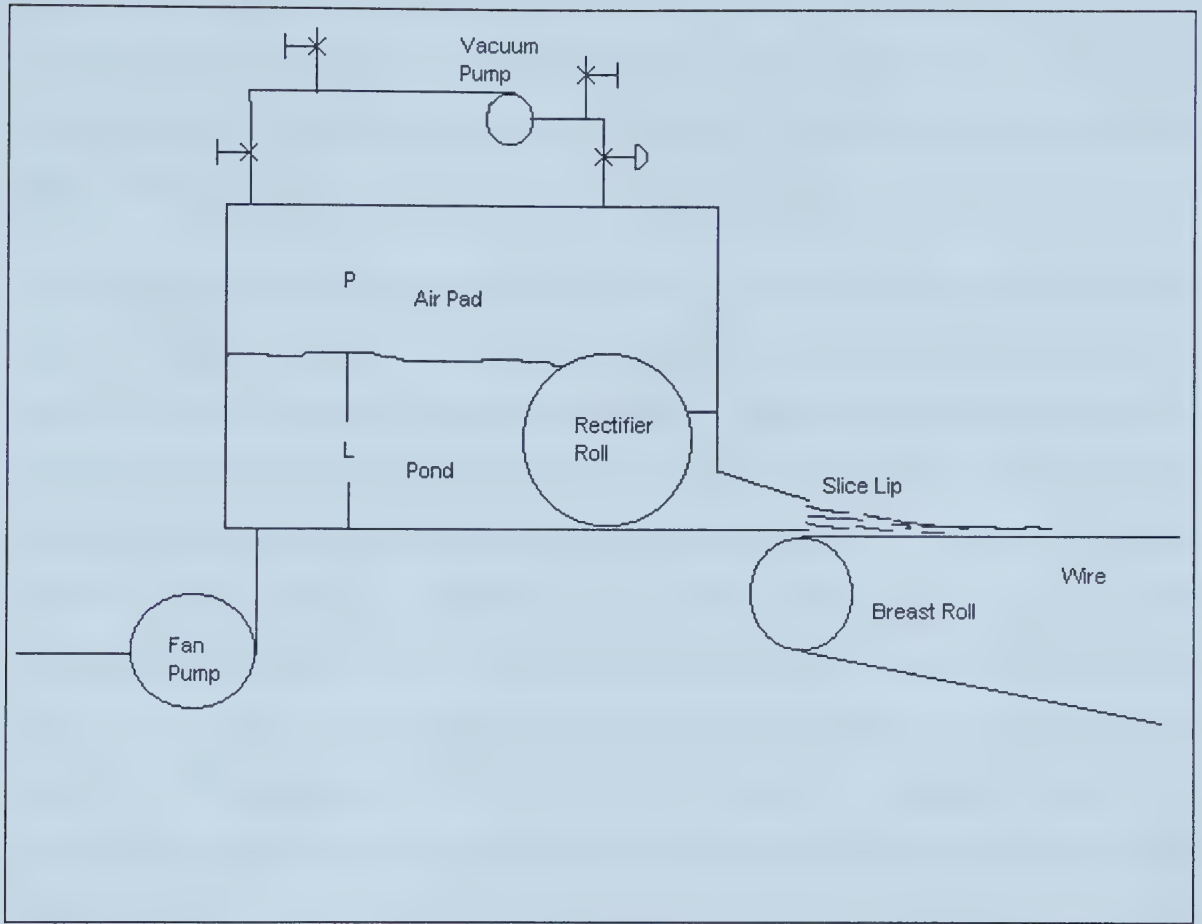 Vacuum
Pump
P
Air Pad
Rectifier
Roll
L
Pond
Slice Lip
Wire
Breast Roll
Fan
Pump